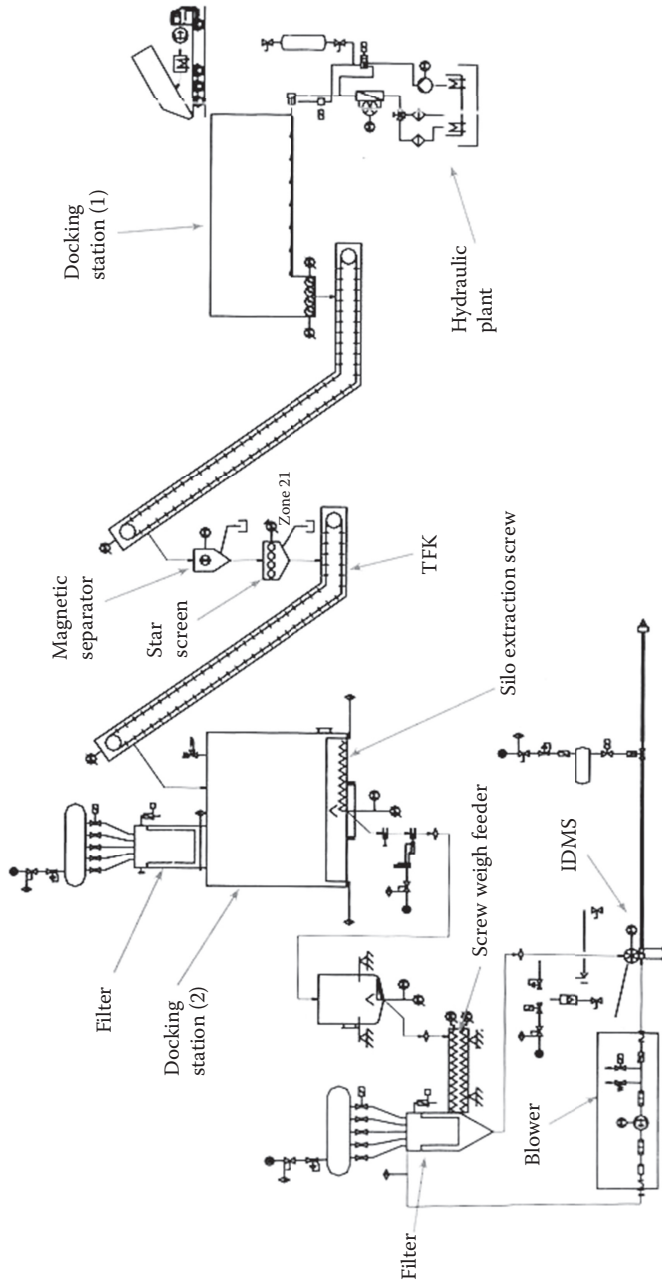 Docking
station (1)
Hydraulic
plant
Magnetic
separator
Star
screen
Zone 21
TFK
Silo extraction screw
Filter
Docking
station (2)
Screw weigh feeder
IDMS
Blower
Filter